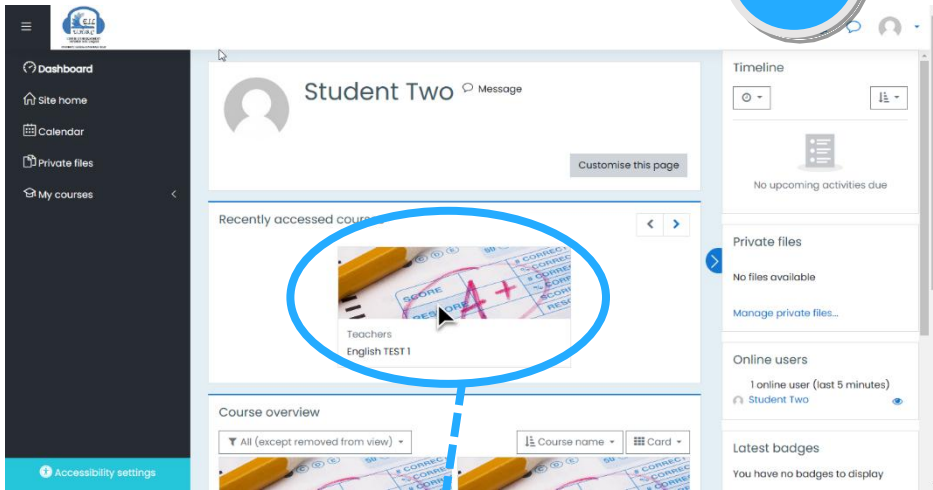 Dashboard
Site home
Calendar
Private files
My courses
Accessibility settings
Student Two Message
Customise this page
Recently accessed
SCORE
A+
Teachers
English TEST 1
Course overview
All (except removed from view)
Course name
Card
Timeline
No upcoming activities due
Private files
No files available
Manage private files...
Online users
1 online user (last 5 minutes)
Student Two
Latest badges
You have no badges to display